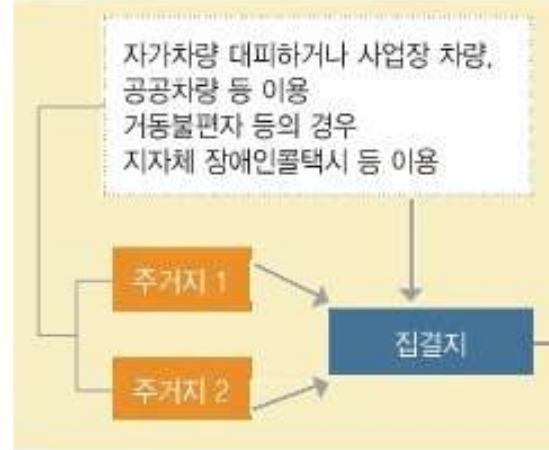 자가차량 대피하거나 사업장 차량,
공공차량 등 이용
거동불편자 등의 경우
지자체 장애인콜택시 등 이용
주거지 1
집결지
주거지 2